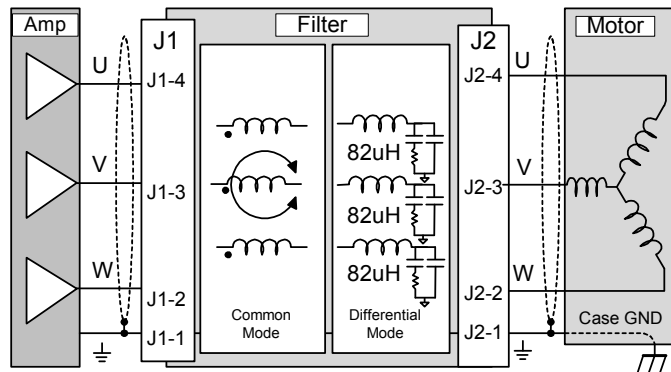 Amp
Filter
Motor
J1
J2
U
J1-4
J2-4
U
V
J1-3
82uH
J2-3
V
82uH
W
J1-2
82uH
J2-2
W
Common
Mode
Differential
Mode
Case GND
J1-1
J2-1